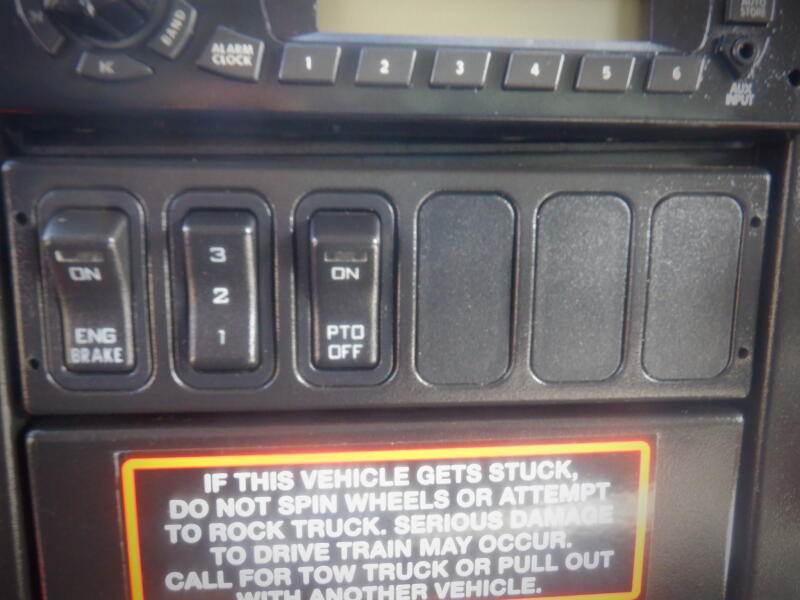 BAND
ALARM
CLOCK
1 2 3 4 5 6
AUTO
STORE
AUX
INPUT
ON
ENG
BRAKE
3
2
1
ON
PTO
OFF
IF THIS VEHICLE GETS STUCK,
DO NOT SPIN WHEELS OR ATTEMPT
TO ROCK TRUCK. SERIOUS DAMAGE
TO DRIVE TRAIN MAY OCCUR.
CALL FOR TOW TRUCK OR PULL OUT
WITH ANOTHER VEHICLE.